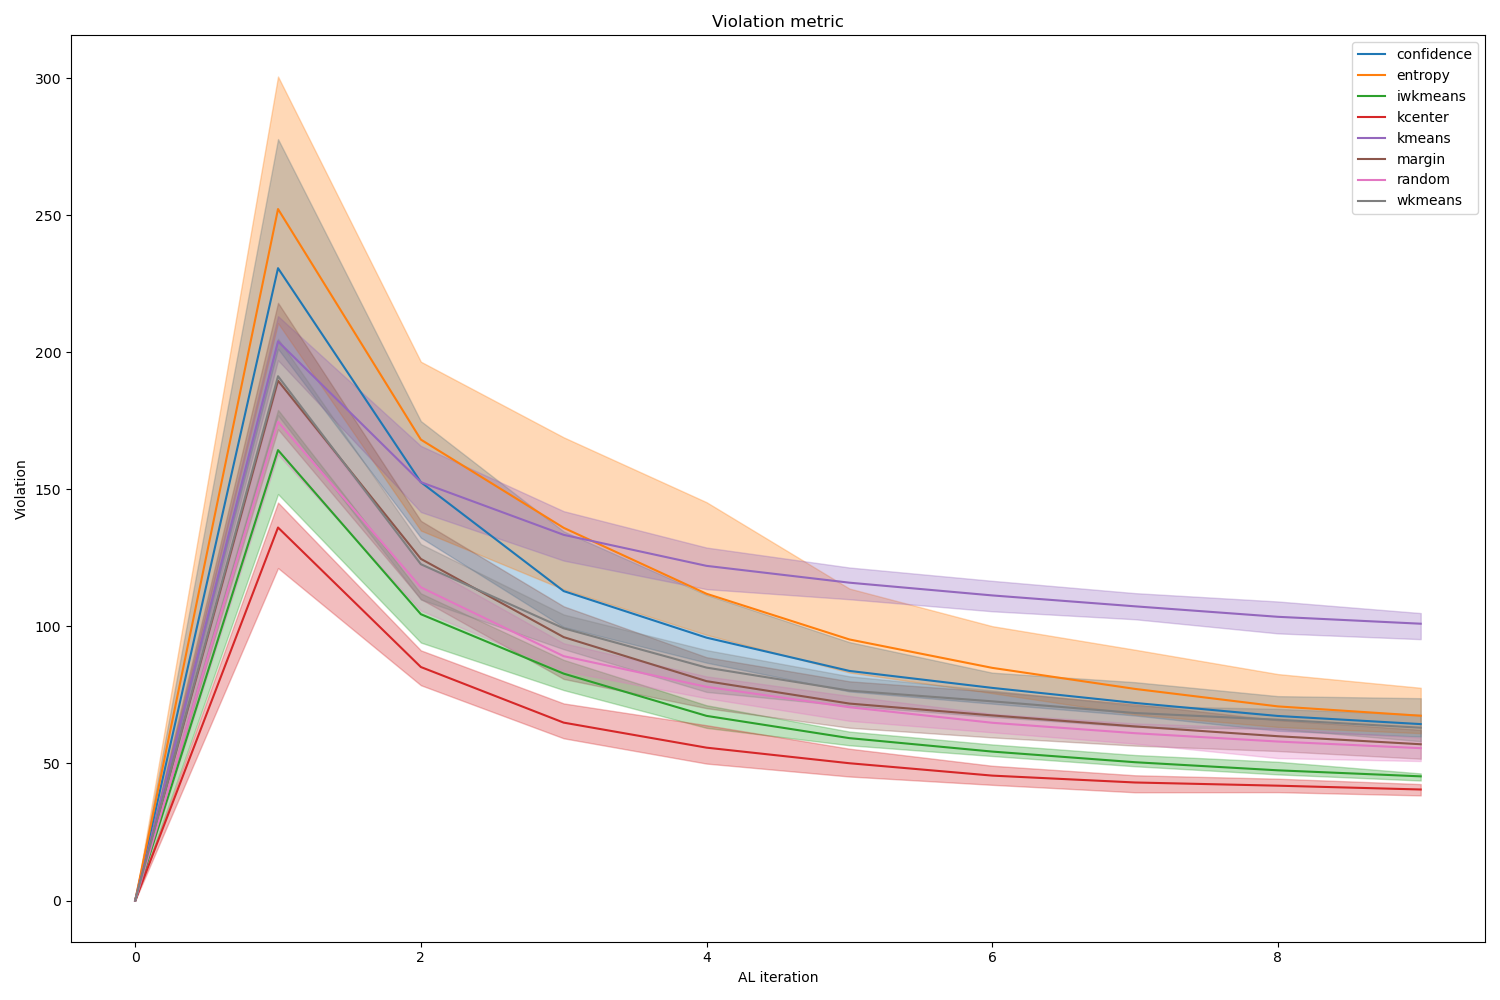 Violation metric
confidence
entropy
iwkmeans
kcenter
kmeans
margin
random
wkmeans
300
250
200
150
100
50
0
Violation
0 2 4 6 8
AL iteration